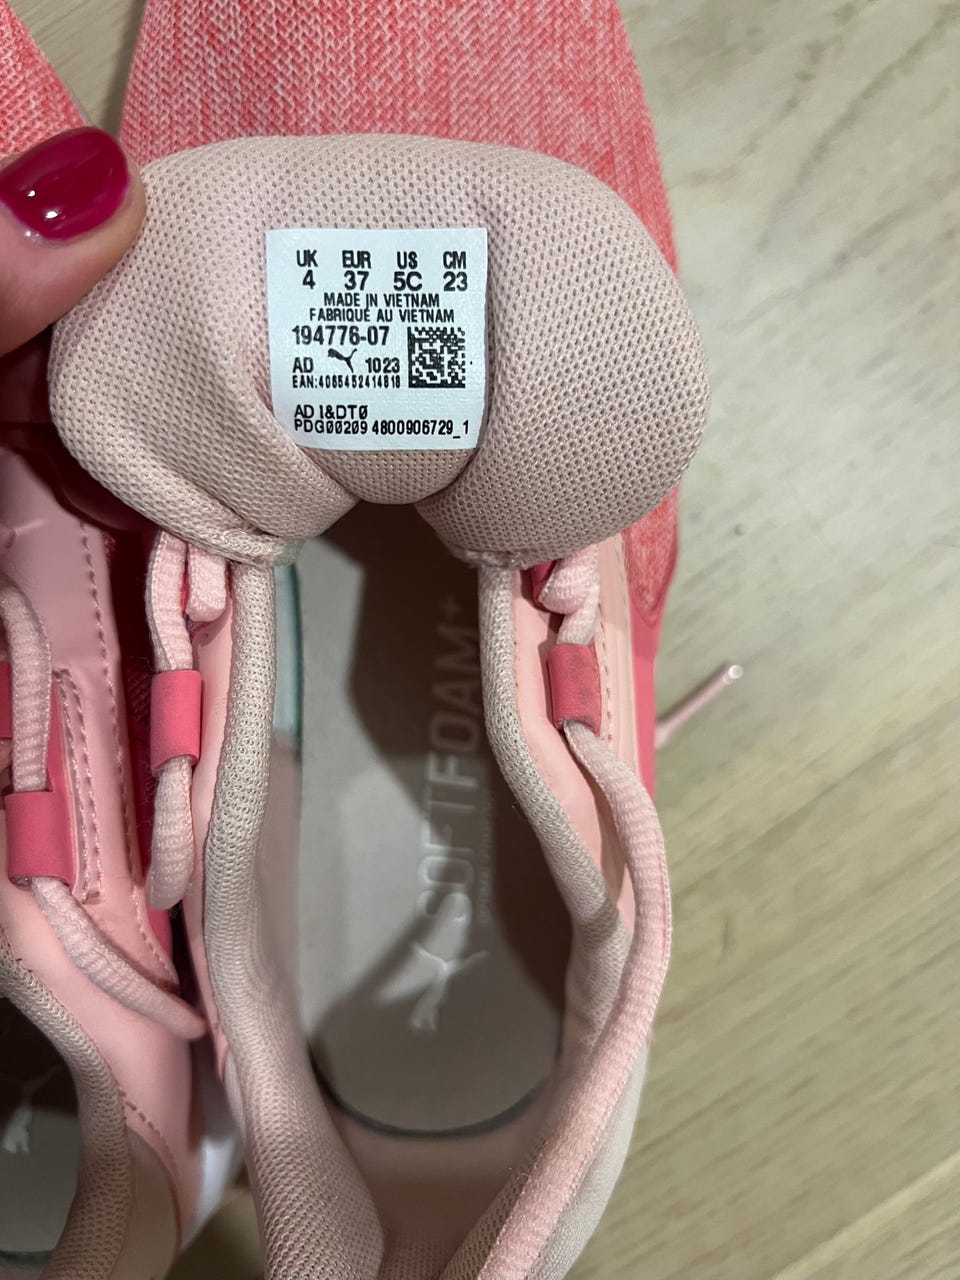 UK EUR US CM
4 37 5C 23
MADE IN VIETNAM
FABRIQUÉ AU VIETNAM
194776-07
AD 1023
EAN:4065452414818
AD I&DT0
PDG00209 4800906729_1
SOFTFOAM+